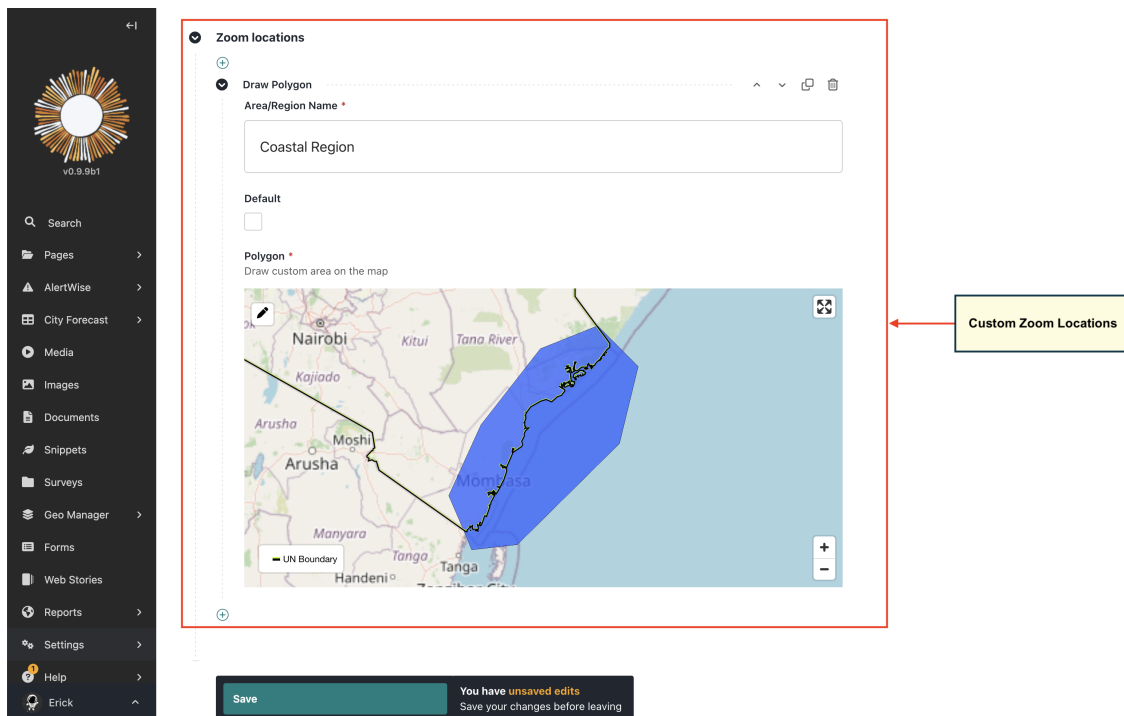 v0.9.9b1
Search
Pages
AlertWise
City Forecast
Media
Images
Documents
Snippets
Surveys
Geo Manager
Forms
Web Stories
Reports
Settings
1
Help
Erick
Zoom locations
Draw Polygon
Area/Region Name *
Coastal Region
Default
Polygon *
Draw custom area on the map
Nairobi
Kitui
Tana River
Kajiado
Arusha
Moshi
Arusha
Mombasa
Manyara
Tanga
Tanga
Handeni
Zanzibar City
UN Boundary
+
−
Save
You have unsaved edits
Save your changes before leaving
Custom Zoom Locations